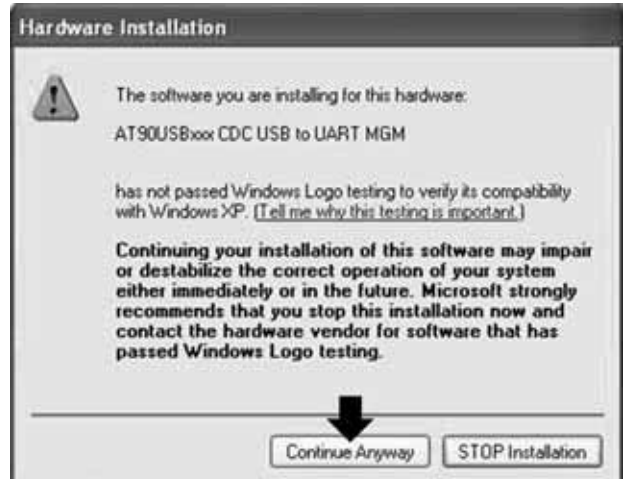 Hardware Installation
The software you are installing for this hardware:
AT90USBxxx CDC USB to UART MGM
has not passed Windows Logo testing to verify its compatibility
with Windows XP. (Tell me why this testing is important.)
Continuing your installation of this software may impair
or destabilize the correct operation of your system
either immediately or in the future. Microsoft strongly
recommends that you stop this installation now and
contact the hardware vendor for software that has
passed Windows Logo testing.
Continue Anyway
STOP Installation